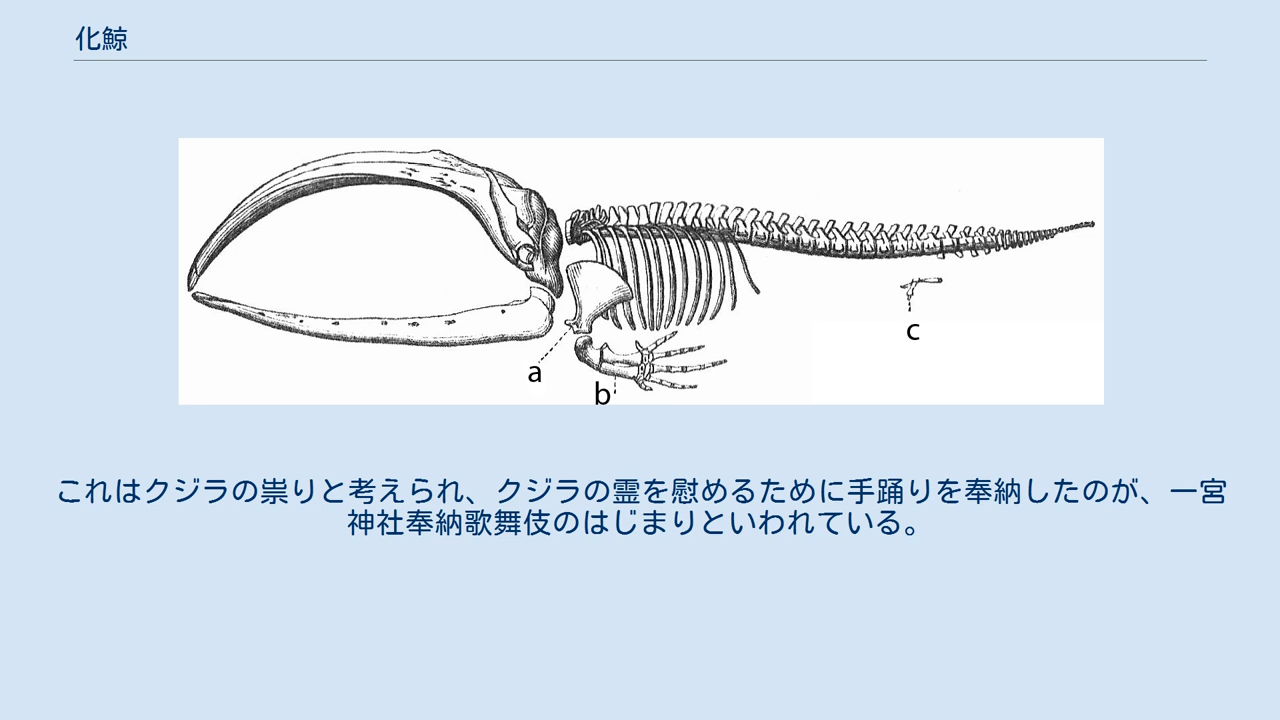 化鯨
a
b
c
これはクジラの祟りと考えられ、クジラの霊を慰めるために手踊りを奉納したのが、一宮
神社奉納歌舞伎のはじまりといわれている。